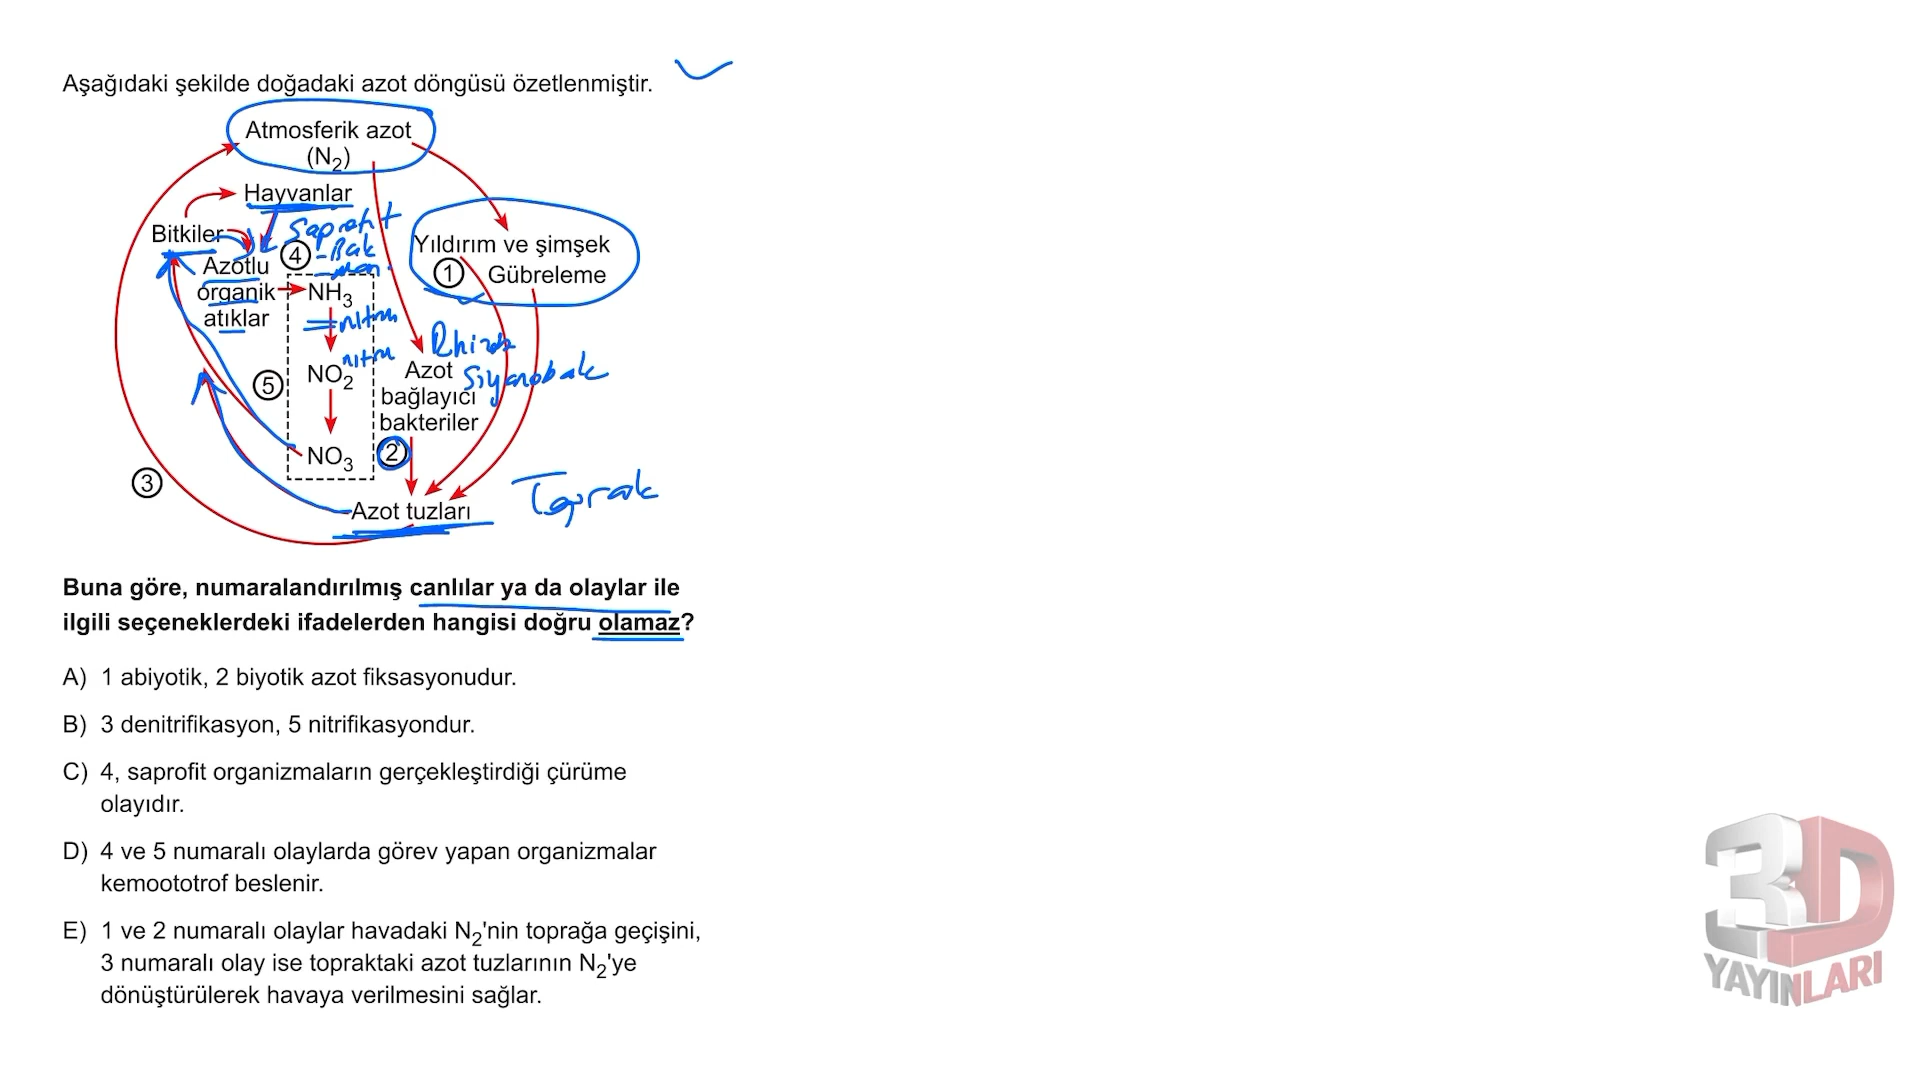 Aşağıdaki şekilde doğadaki azot döngüsü özetlenmiştir.
Atmosferik azot
(N₂)
Hayvanlar
Bitkiler
Saprofit
- Bak
④
Azotlu
organik
atıklar
NH₃
Yıldırım ve şimşek
① Gübreleme
nitrı
NO₂
⑤
NO₃
Azot
bağlayıcı
bakteriler
Siyanobak
②
③
Azot tuzları
Toprak
Buna göre, numaralandırılmış canlılar ya da olaylar ile
ilgili seçeneklerdeki ifadelerden hangisi doğru olamaz?
A) 1 abiyotik, 2 biyotik azot fiksasyonudur.
B) 3 denitrifikasyon, 5 nitrifikasyondur.
C) 4, saprofit organizmaların gerçekleştirdiği çürüme
olayıdır.
D) 4 ve 5 numaralı olaylarda görev yapan organizmalar
kemoototrof beslenir.
E) 1 ve 2 numaralı olaylar havadaki N₂'nin toprağa geçişini,
3 numaralı olay ise topraktaki azot tuzlarının N₂'ye
dönüştürülerek havaya verilmesini sağlar.
3D
YAYINLARI